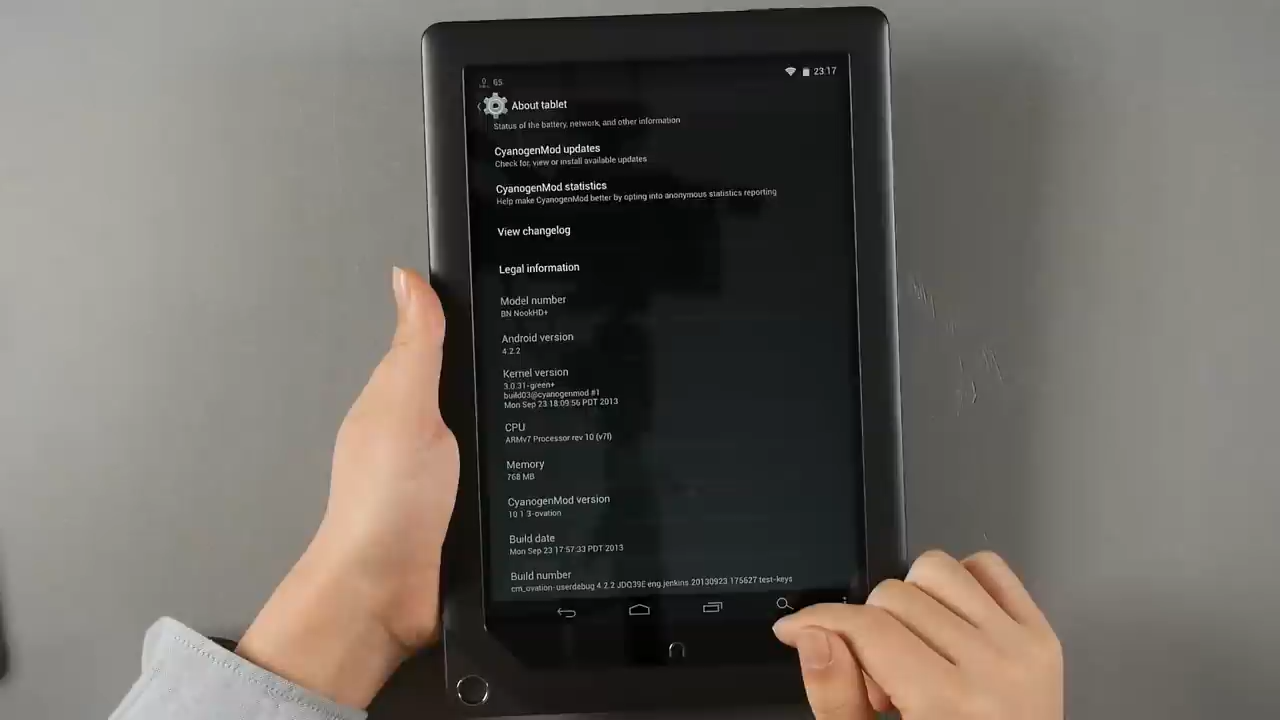 23:17
About tablet
Status of the battery, network, and other information
CyanogenMod updates
Check for, view or install available updates
CyanogenMod statistics
Help make CyanogenMod better by opting into anonymous statistics reporting
View changelog
Legal information
Model number
BN NookHD+
Android version
4.2.2
Kernel version
3.0.31-green+
build03@cyanogenmod #1
Mon Sep 23 18:09:56 PDT 2013
CPU
ARMv7 Processor rev 10 (v7l)
Memory
768 MB
CyanogenMod version
10.1.3-ovation
Build date
Mon Sep 23 17:57:33 PDT 2013
Build number
cm_ovation-userdebug 4.2.2 JDQ39E eng.jenkins.20130923.175627 test-keys